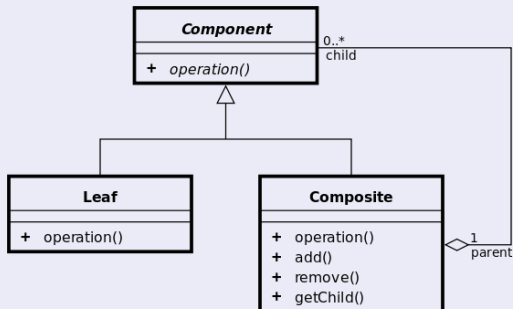 Component
+ operation()
0..*
child
Leaf
+ operation()
Composite
+ operation()
+ add()
+ remove()
+ getChild()
1
parent